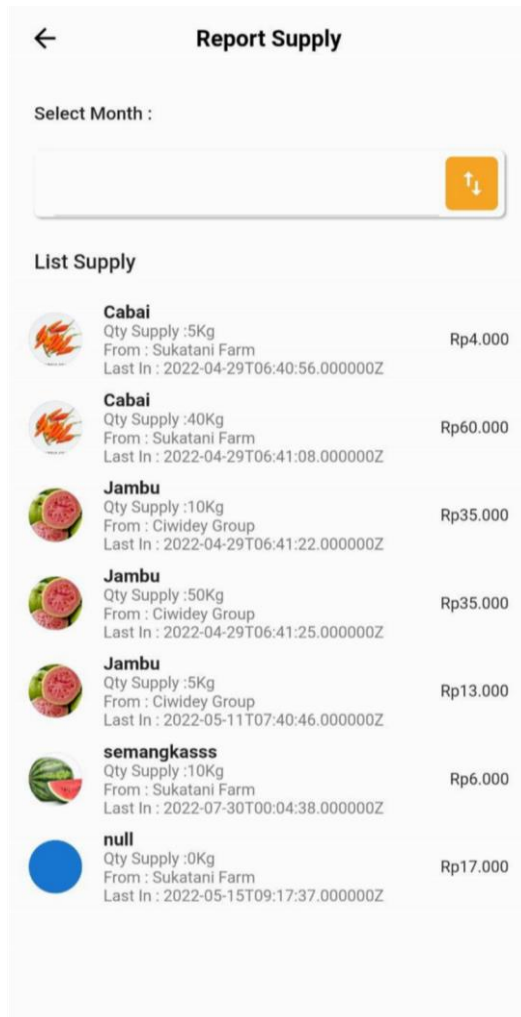 Report Supply
Select Month :
List Supply
Cabai
Qty Supply :5Kg
From : Sukatani Farm
Last In : 2022-04-29T06:40:56.000000Z
Rp4.000
Cabai
Qty Supply :40Kg
From : Sukatani Farm
Last In : 2022-04-29T06:41:08.000000Z
Rp60.000
Jambu
Qty Supply :10Kg
From : Ciwidey Group
Last In : 2022-04-29T06:41:22.000000Z
Rp35.000
Jambu
Qty Supply :50Kg
From : Ciwidey Group
Last In : 2022-04-29T06:41:25.000000Z
Rp35.000
Jambu
Qty Supply :5Kg
From : Ciwidey Group
Last In : 2022-05-11T07:40:46.000000Z
Rp13.000
semangkasss
Qty Supply :10Kg
From : Sukatani Farm
Last In : 2022-07-30T00:04:38.000000Z
Rp6.000
null
Qty Supply :0Kg
From : Sukatani Farm
Last In : 2022-05-15T09:17:37.000000Z
Rp17.000